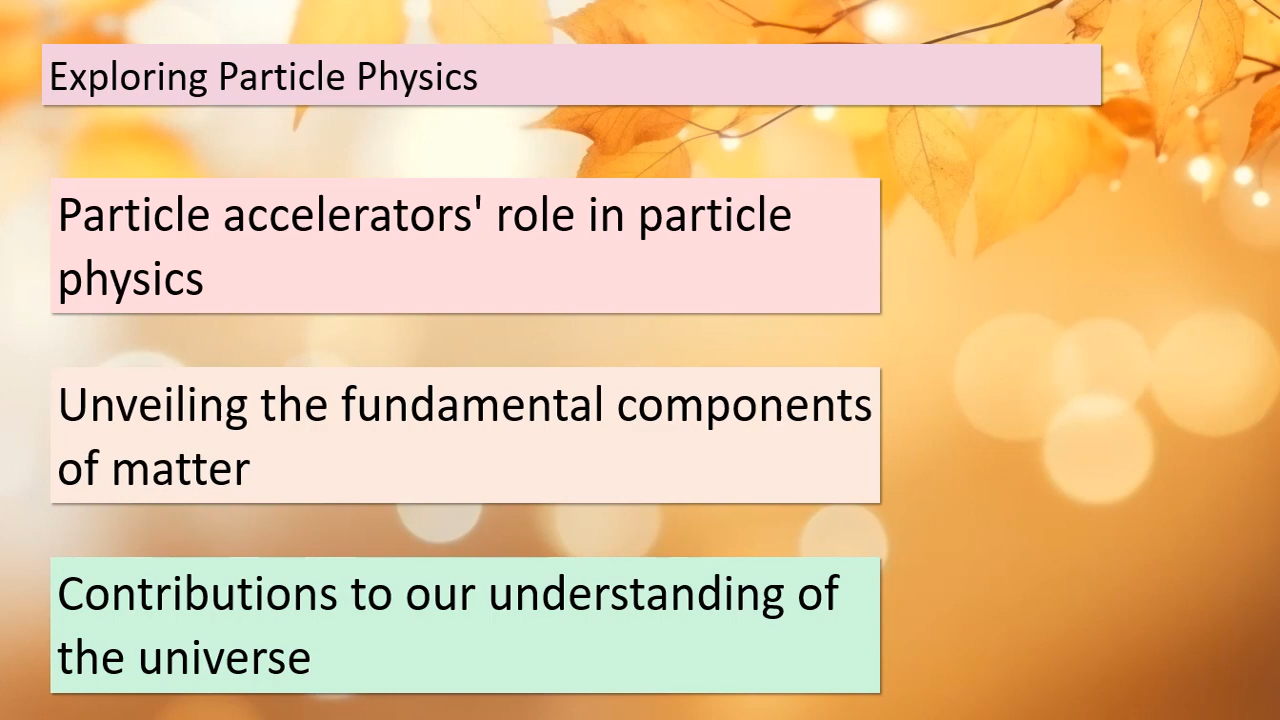 Exploring Particle Physics
Particle accelerators' role in particle
physics
Unveiling the fundamental components
of matter
Contributions to our understanding of
the universe